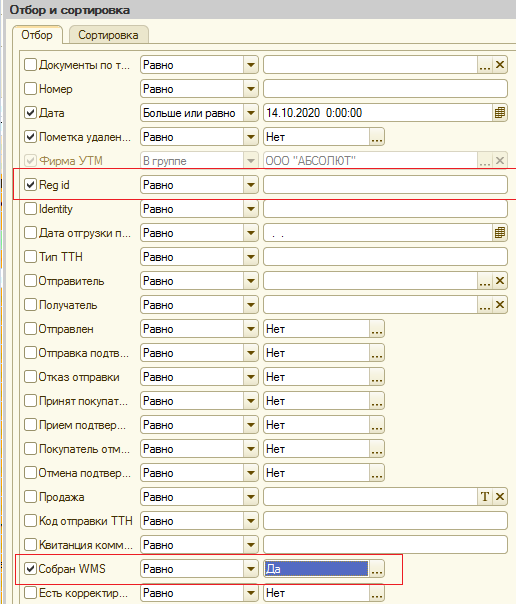 Отбор и сортировка
Отбор Сортировка
Документы по т... Равно ...
Номер Равно
Дата Больше или равно 14.10.2020 0:00:00
Пометка удален... Равно Нет ...
Фирма УТМ В группе ООО "АБСОЛЮТ" ...
Reg id Равно
Identity Равно
Дата отгрузки п... Равно . .
Тип ТТН Равно
Отправитель Равно ...
Получатель Равно ...
Отправлен Равно Нет ...
Отправка подтв... Равно Нет ...
Отказ отправки Равно Нет ...
Принят покупат... Равно Нет ...
Прием подтвер... Равно Нет ...
Покупатель отм... Равно Нет ...
Отмена подтвер... Равно Нет ...
Продажа Равно T
Код отправки ТТН Равно
Квитанция комм... Равно
Собран WMS Равно Да ...
Есть корректир... Равно Нет ...